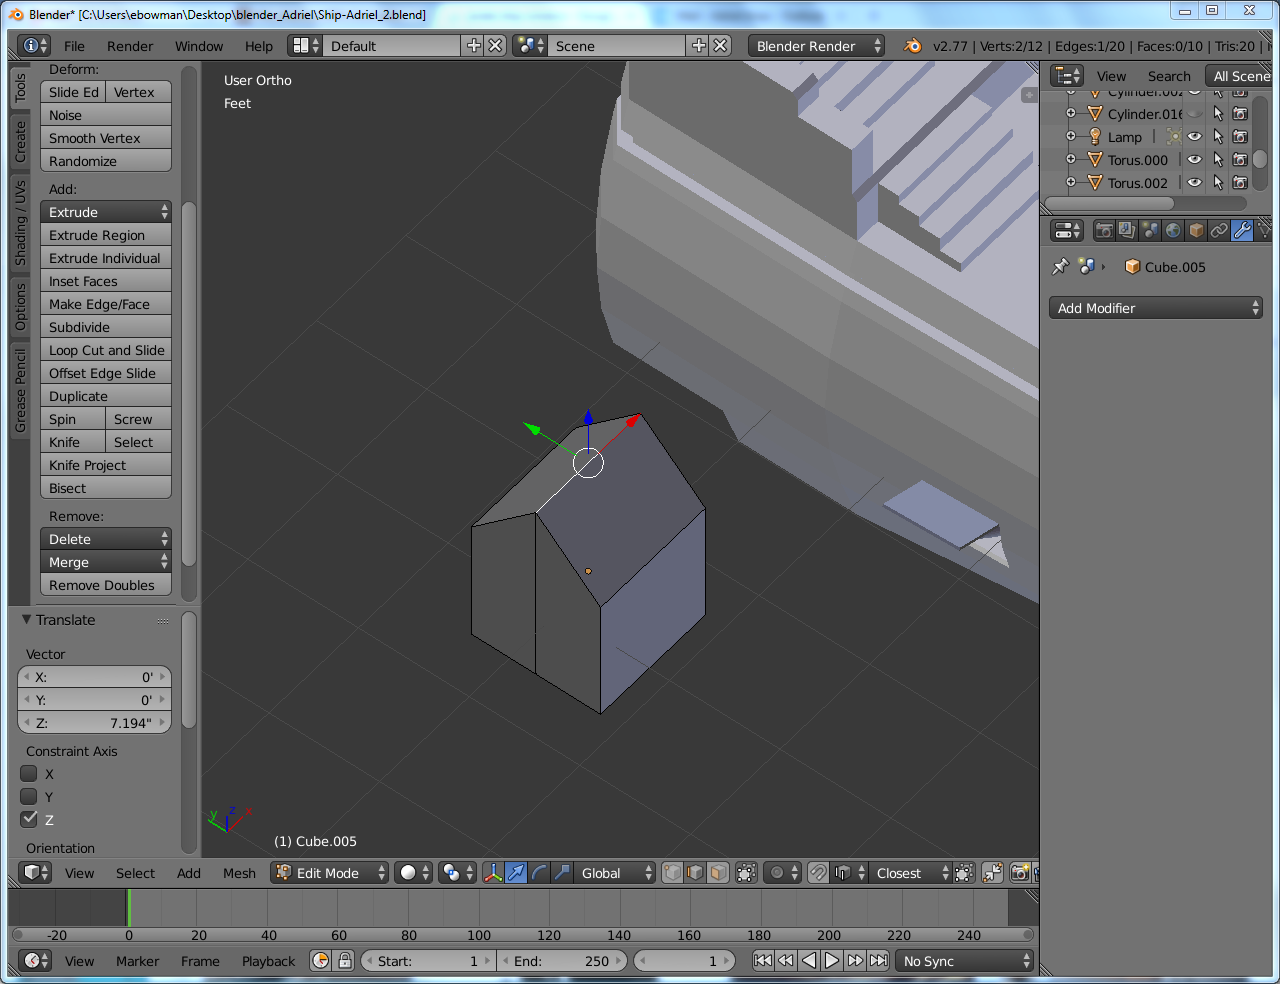 Blender* [C:\Users\ebowman\Desktop\blender_Adriel\Ship-Adriel_2.blend]
File Render Window Help Default Scene Blender Render v2.77 | Verts:2/12 | Edges:1/20 | Faces:0/10 | Tris:20 |
Tools
Create
Shading / UVs
Options
Grease Pencil
Deform:
Slide Ed Vertex
Noise
Smooth Vertex
Randomize
Add:
Extrude
Extrude Region
Extrude Individual
Inset Faces
Make Edge/Face
Subdivide
Loop Cut and Slide
Offset Edge Slide
Duplicate
Spin Screw
Knife Select
Knife Project
Bisect
Remove:
Delete
Merge
Remove Doubles
Translate
Vector
X: 0'
Y: 0'
Z: 7.194"
Constraint Axis
X
Y
Z
Orientation
User Ortho
Feet
y z x
(1) Cube.005
View Select Add Mesh Edit Mode Global Closest
-20 0 20 40 60 80 100 120 140 160 180 200 220 240
View Marker Frame Playback Start: 1 End: 250 1 No Sync
View Search All Scene
Cylinder.002
Cylinder.016
Lamp
Torus.000
Torus.002
Cube.005
Add Modifier